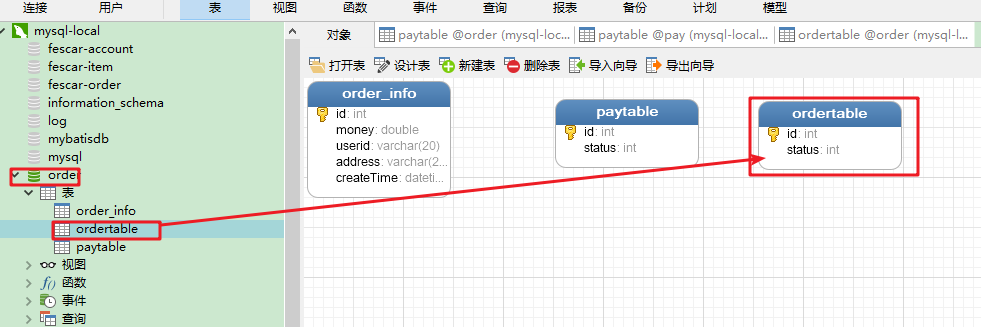 连接 用户 表 视图 函数 事件 查询 报表 备份 计划 模型
mysql-local
fescar-account
fescar-item
fescar-order
information_schema
log
mybatisdb
mysql
order
表
order_info
ordertable
paytable
视图
函数
事件
查询
对象 paytable @order (mysql-loc... paytable @pay (mysql-local... ordertable @order (mysql-l...
打开表 设计表 新建表 删除表 导入向导 导出向导
order_info
id: int
money: double
userid: varchar(20)
address: varchar(2...
createTime: dateti...
paytable
id: int
status: int
ordertable
id: int
status: int